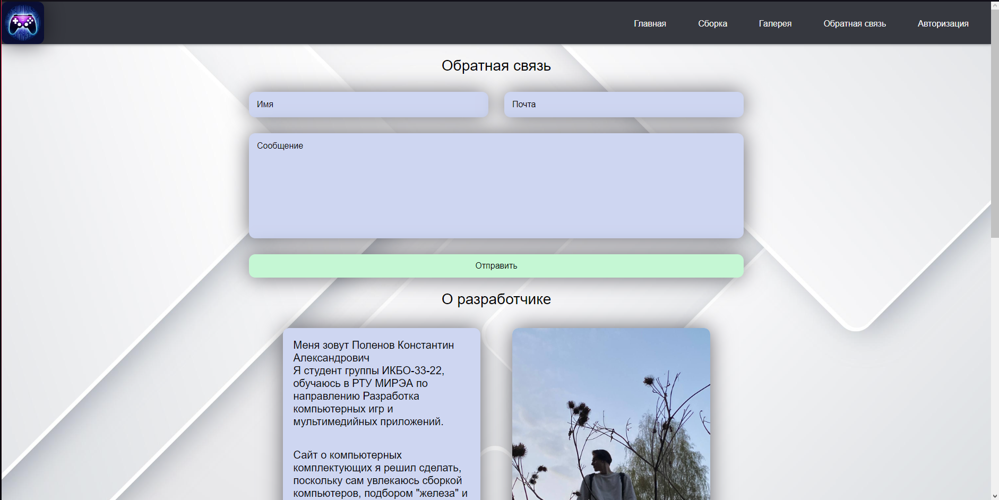 Главная Сборка Галерея Обратная связь Авторизация
Обратная связь
Имя
Почта
Сообщение
Отправить
О разработчике
Меня зовут Поленов Константин
Александрович
Я студент группы ИКБО-33-22,
обучаюсь в РТУ МИРЭА по
направлению Разработка
компьютерных игр и
мультимедийных приложений.
Сайт о компьютерных
комплектующих я решил сделать,
поскольку сам увлекаюсь сборкой
компьютеров, подбором "железа" и